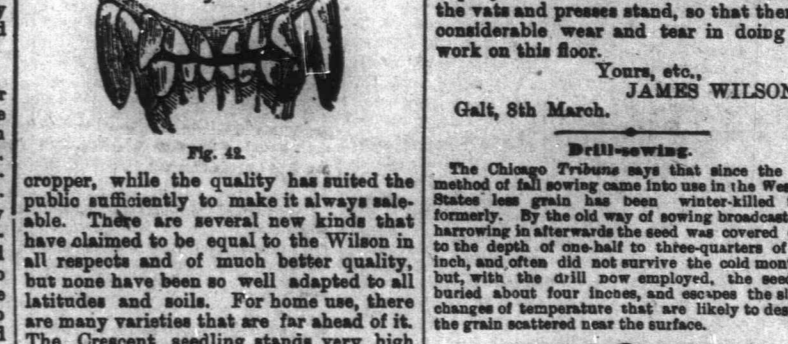 Fig. 42.
cropper, while the quality has suited the
public sufficiently to make it always sale-
able. There are several new kinds that
have claimed to be equal to the Wilson in
all respects and of much better quality,
but none have been so well adapted to all
latitudes and soils. For home use, there
are many varieties that are far ahead of it.
The Crescent seedling stands very high
the vats and presses stand, so that
considerable wear and tear in doing
work on this floor.
Yours, etc.,
JAMES WILSON
Galt, 8th March.
Drill-sowing.
The Chicago Tribune says that since the
method of fall sowing came into use in the
States less grain has been winter-killed
formerly. By the old way of sowing broadcast
harrowing in afterwards the seed was covered
to the depth of one-half to three-quarters of
inch, and often did not survive the cold
but, with the drill now employed, the
buried about four inches, and escapes the
changes of temperature that are likely to
the grain scattered near the surface.